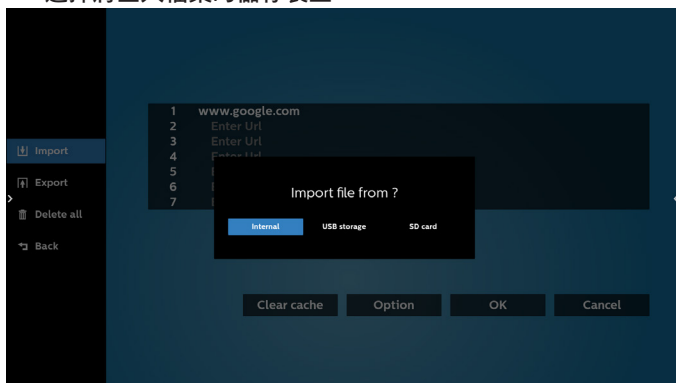 1 www.google.com
2 Enter Url
3 Enter Url
4
5
6
7
Import
Export
Delete all
Back
Import file from ?
Internal USB storage SD card
Clear cache Option OK Cancel